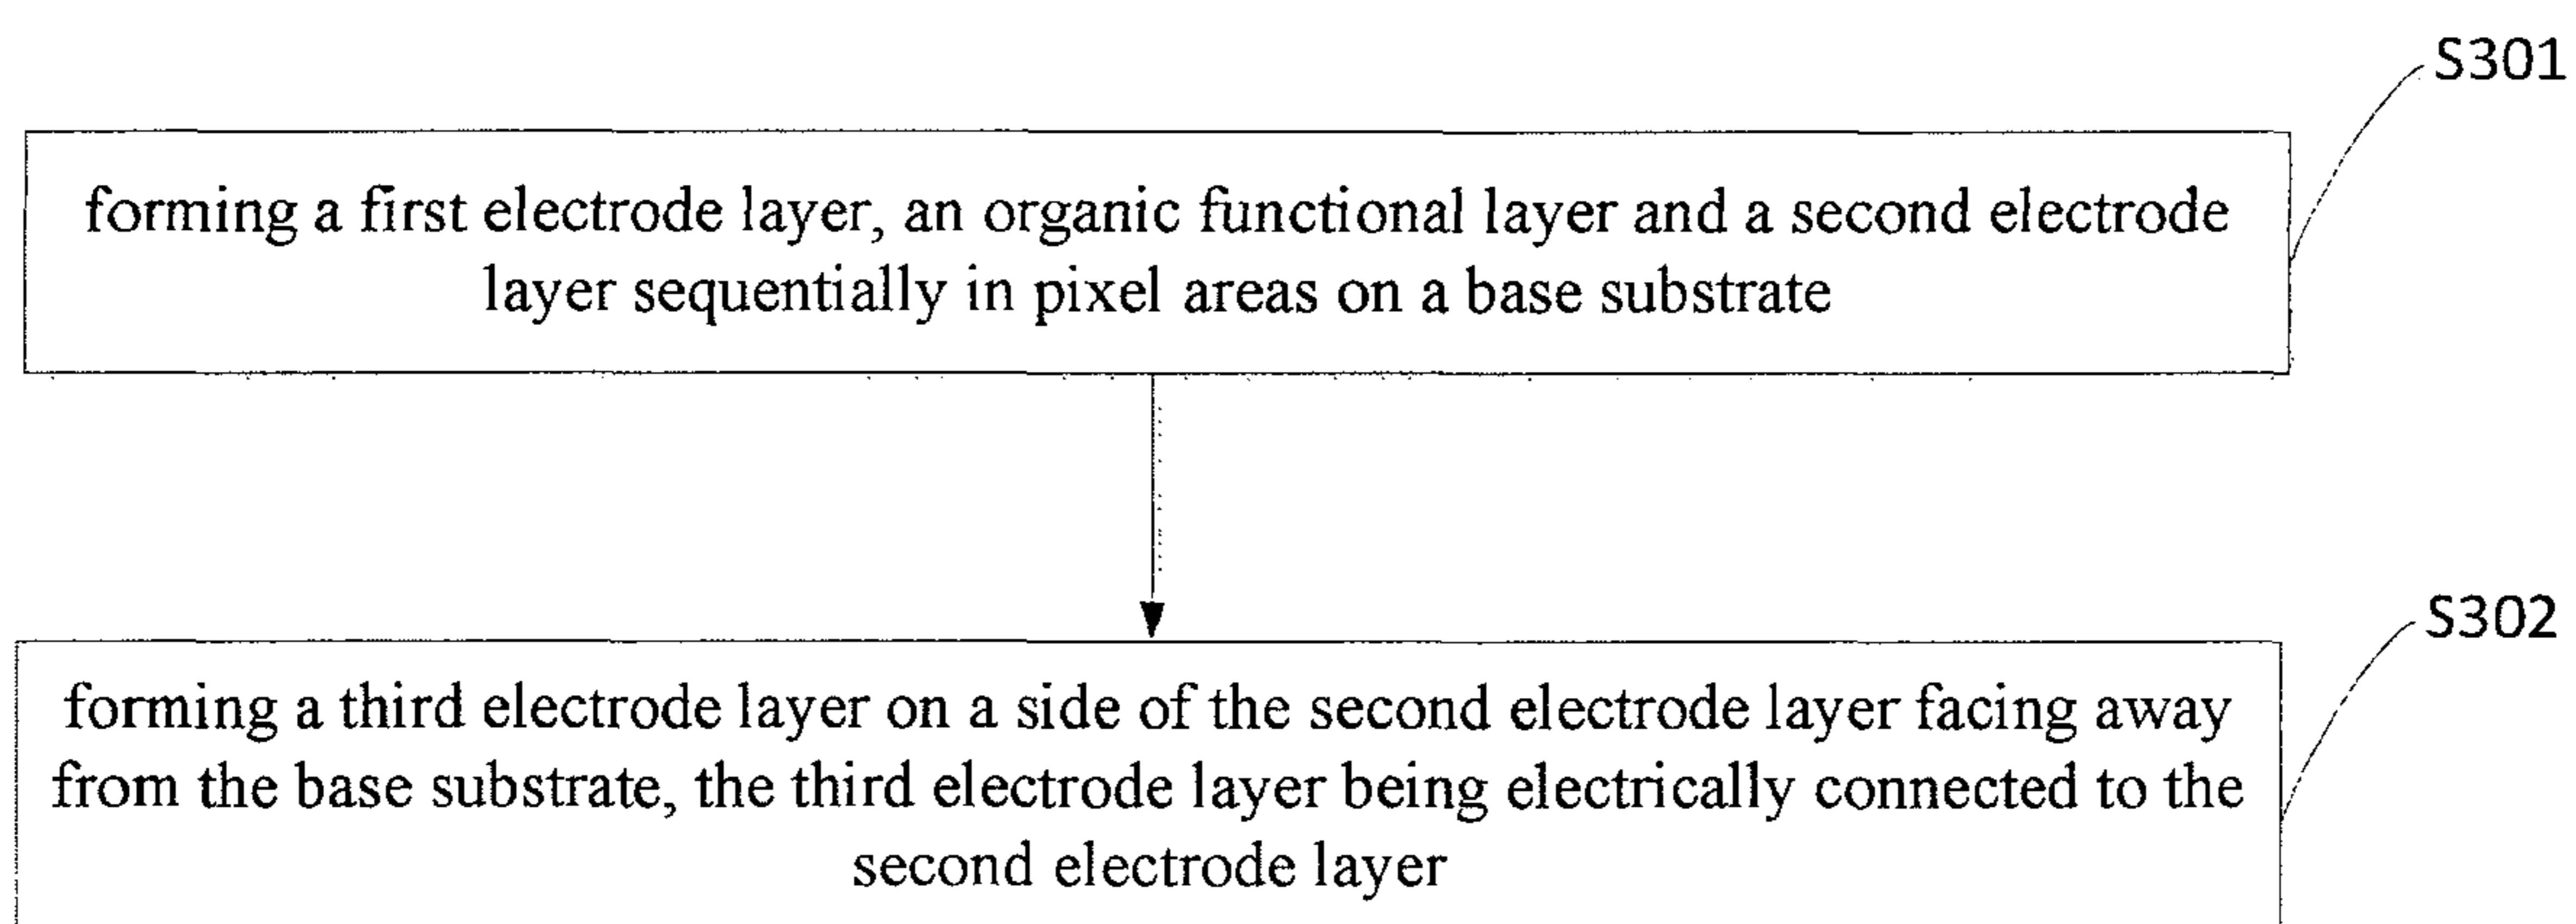 S301
forming a first electrode layer, an organic functional layer and a second electrode
layer sequentially in pixel areas on a base substrate
S302
forming a third electrode layer on a side of the second electrode layer facing away
from the base substrate, the third electrode layer being electrically connected to the
second electrode layer